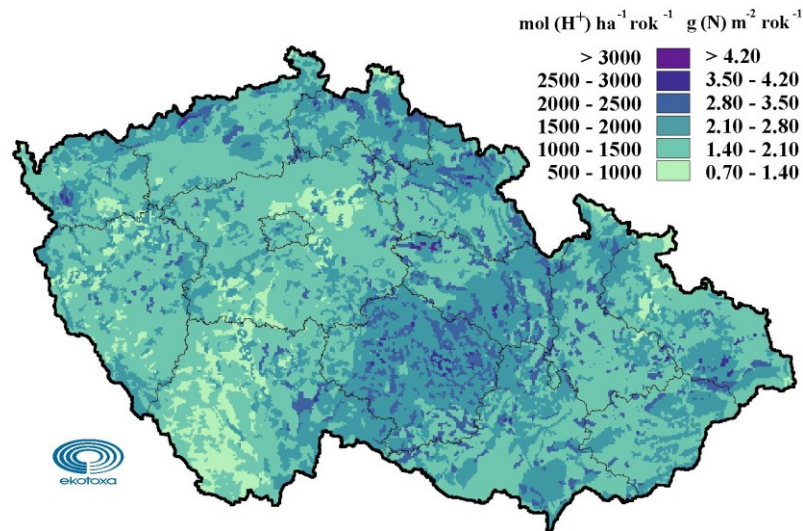 mol (H⁺) ha⁻¹ rok⁻¹ g (N) m⁻² rok⁻¹
> 3000 > 4.20
2500 - 3000 3.50 - 4.20
2000 - 2500 2.80 - 3.50
1500 - 2000 2.10 - 2.80
1000 - 1500 1.40 - 2.10
500 - 1000 0.70 - 1.40
ekotoxa